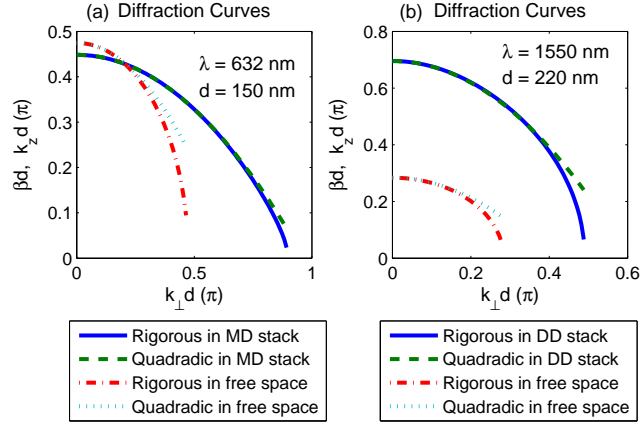 (a) Diffraction Curves
0.5
0.4
0.3
0.2
0.1
0
βd, k_z d (π)
λ = 632 nm
d = 150 nm
0 0.5 1
k_⊥d (π)
Rigorous in MD stack
Quadradic in MD stack
Rigorous in free space
Quadradic in free space
(b) Diffraction Curves
0.8
0.6
0.4
0.2
0
βd, k_z d (π)
λ = 1550 nm
d = 220 nm
0 0.2 0.4 0.6
k_⊥d (π)
Rigorous in DD stack
Quadradic in DD stack
Rigorous in free space
Quadradic in free space